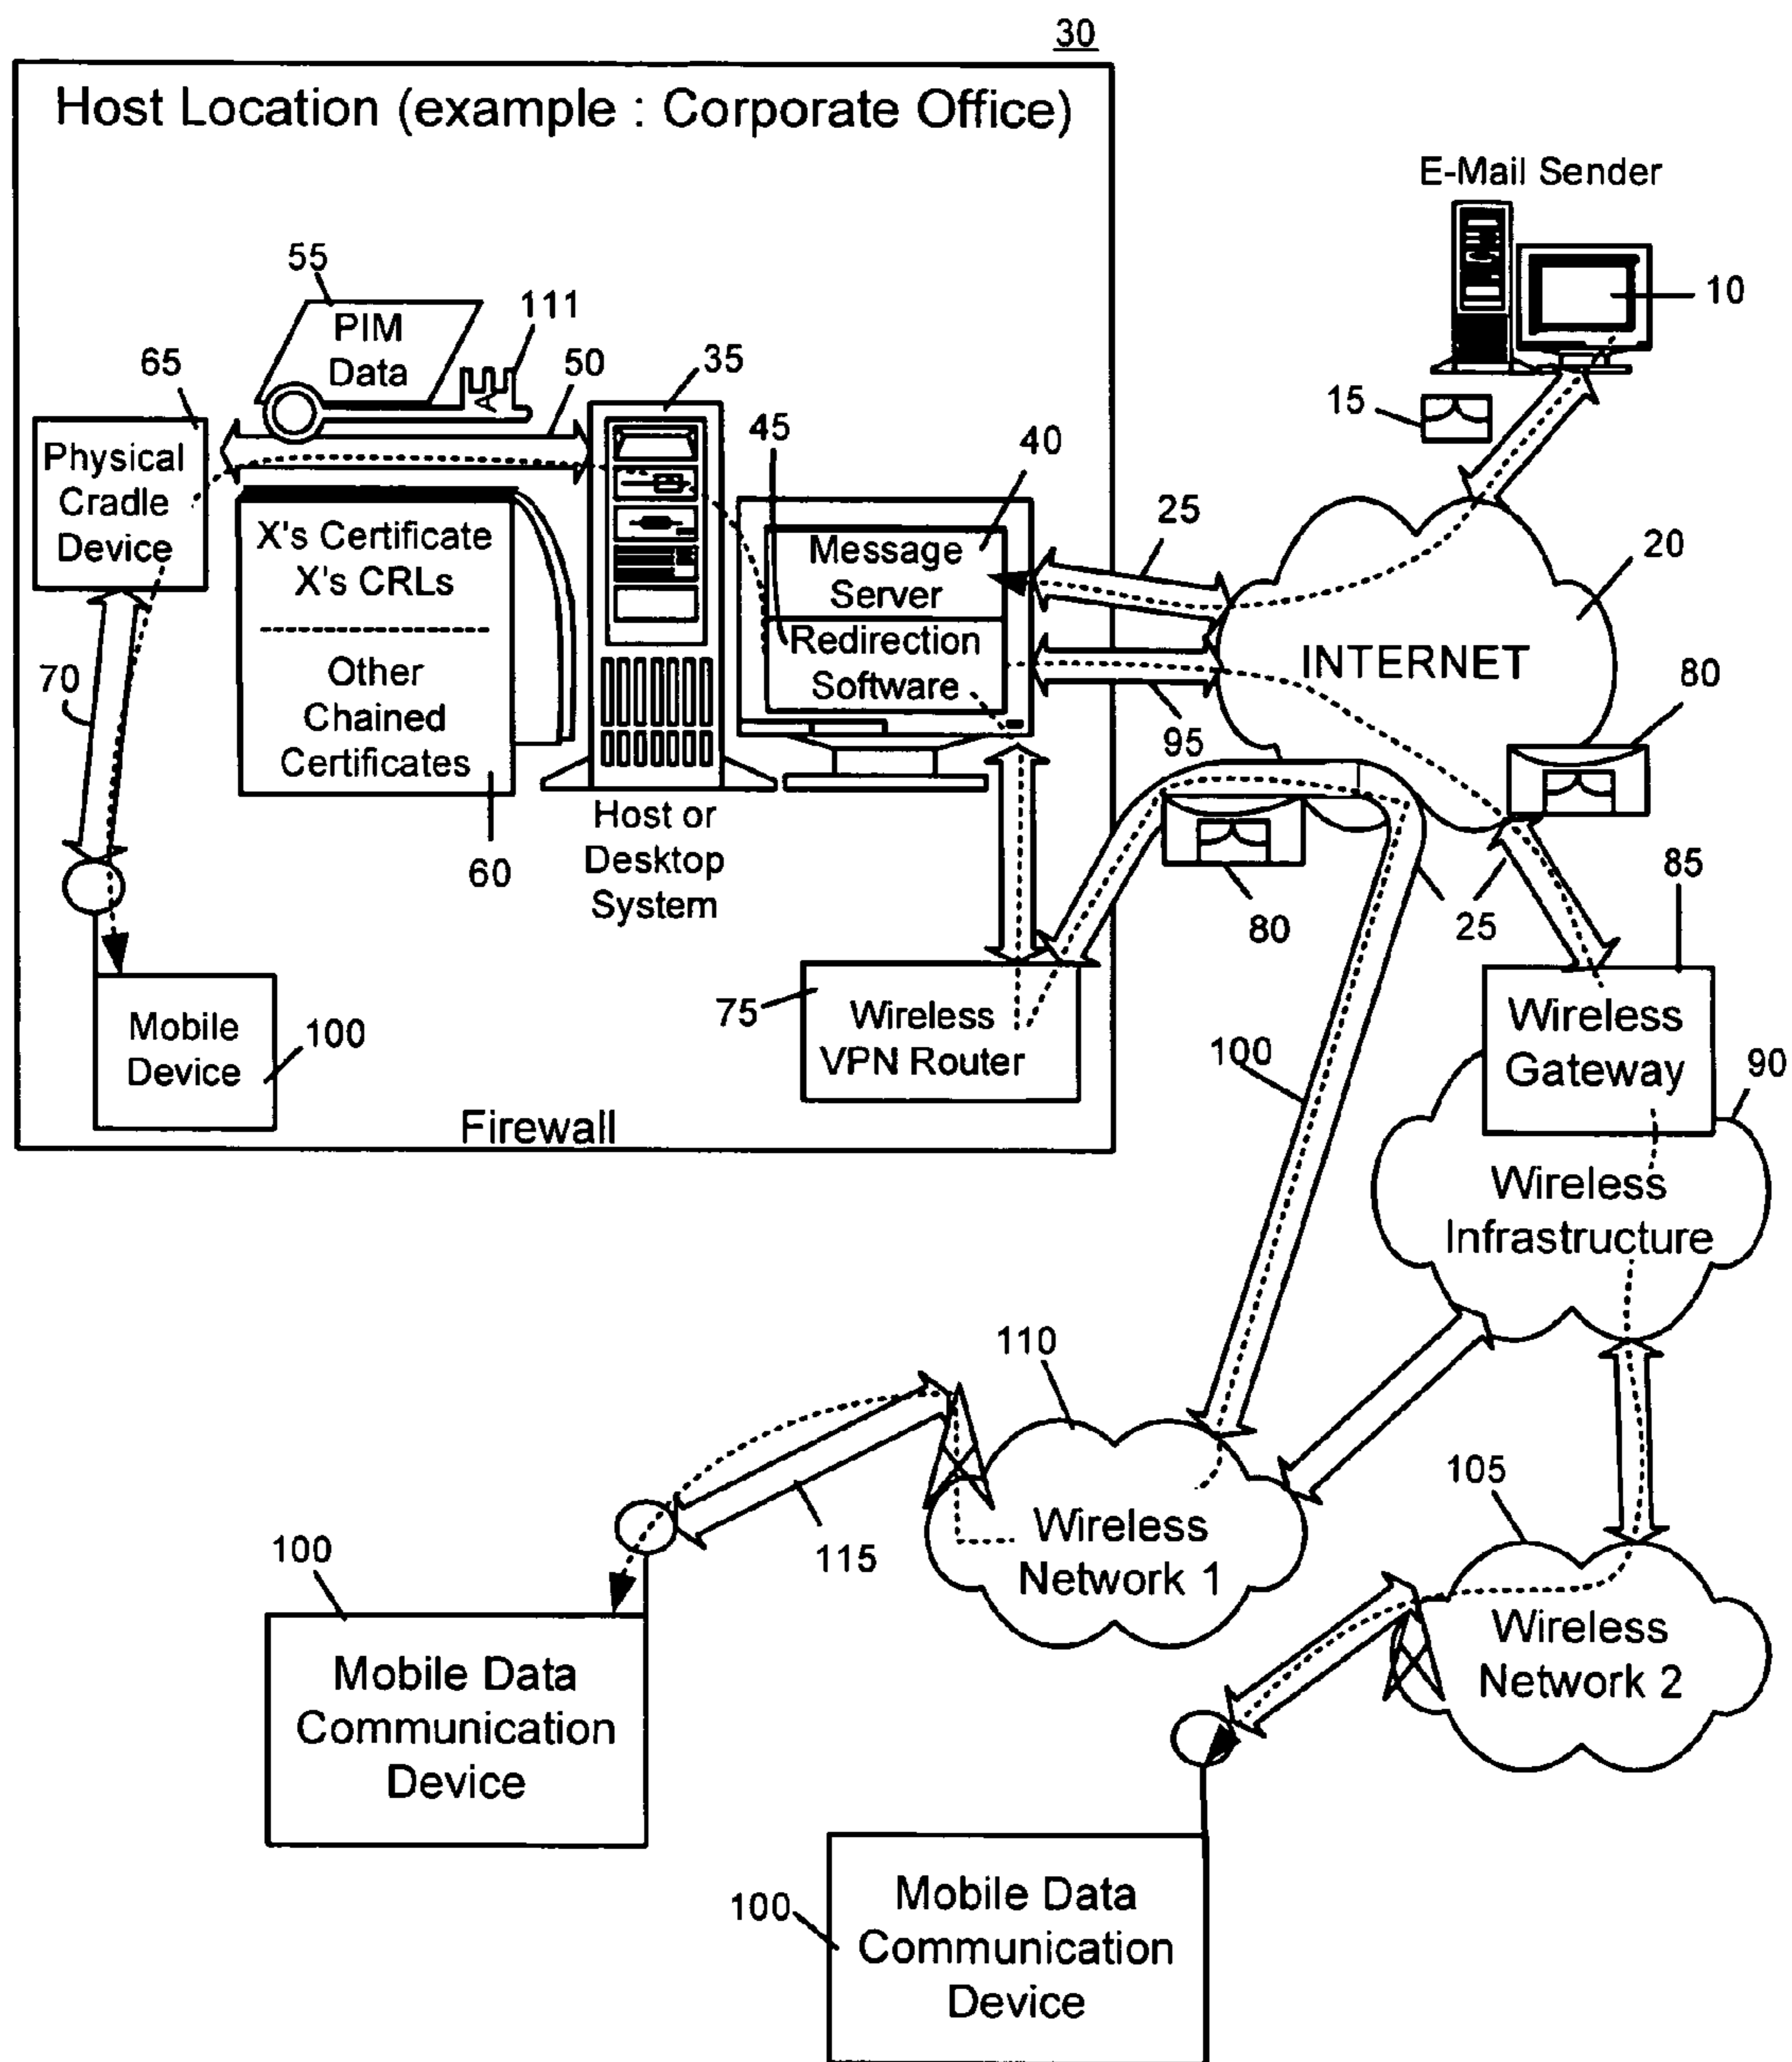 30
Host Location (example : Corporate Office)
E-Mail Sender
10
15
55
PIM
Data
111
65
50
35
45
40
25
20
Physical
Cradle
Device
X's Certificate
X's CRLs
Other
Chained
Certificates
60
Message
Server
Redirection
Software
INTERNET
95
80
80
70
Host or
Desktop
System
25
85
Mobile
Device
100
75
Wireless
VPN Router
Firewall
100
Wireless
Gateway
90
Wireless
Infrastructure
110
Wireless
Network 1
115
105
Wireless
Network 2
100
Mobile Data
Communication
Device
100
Mobile Data
Communication
Device